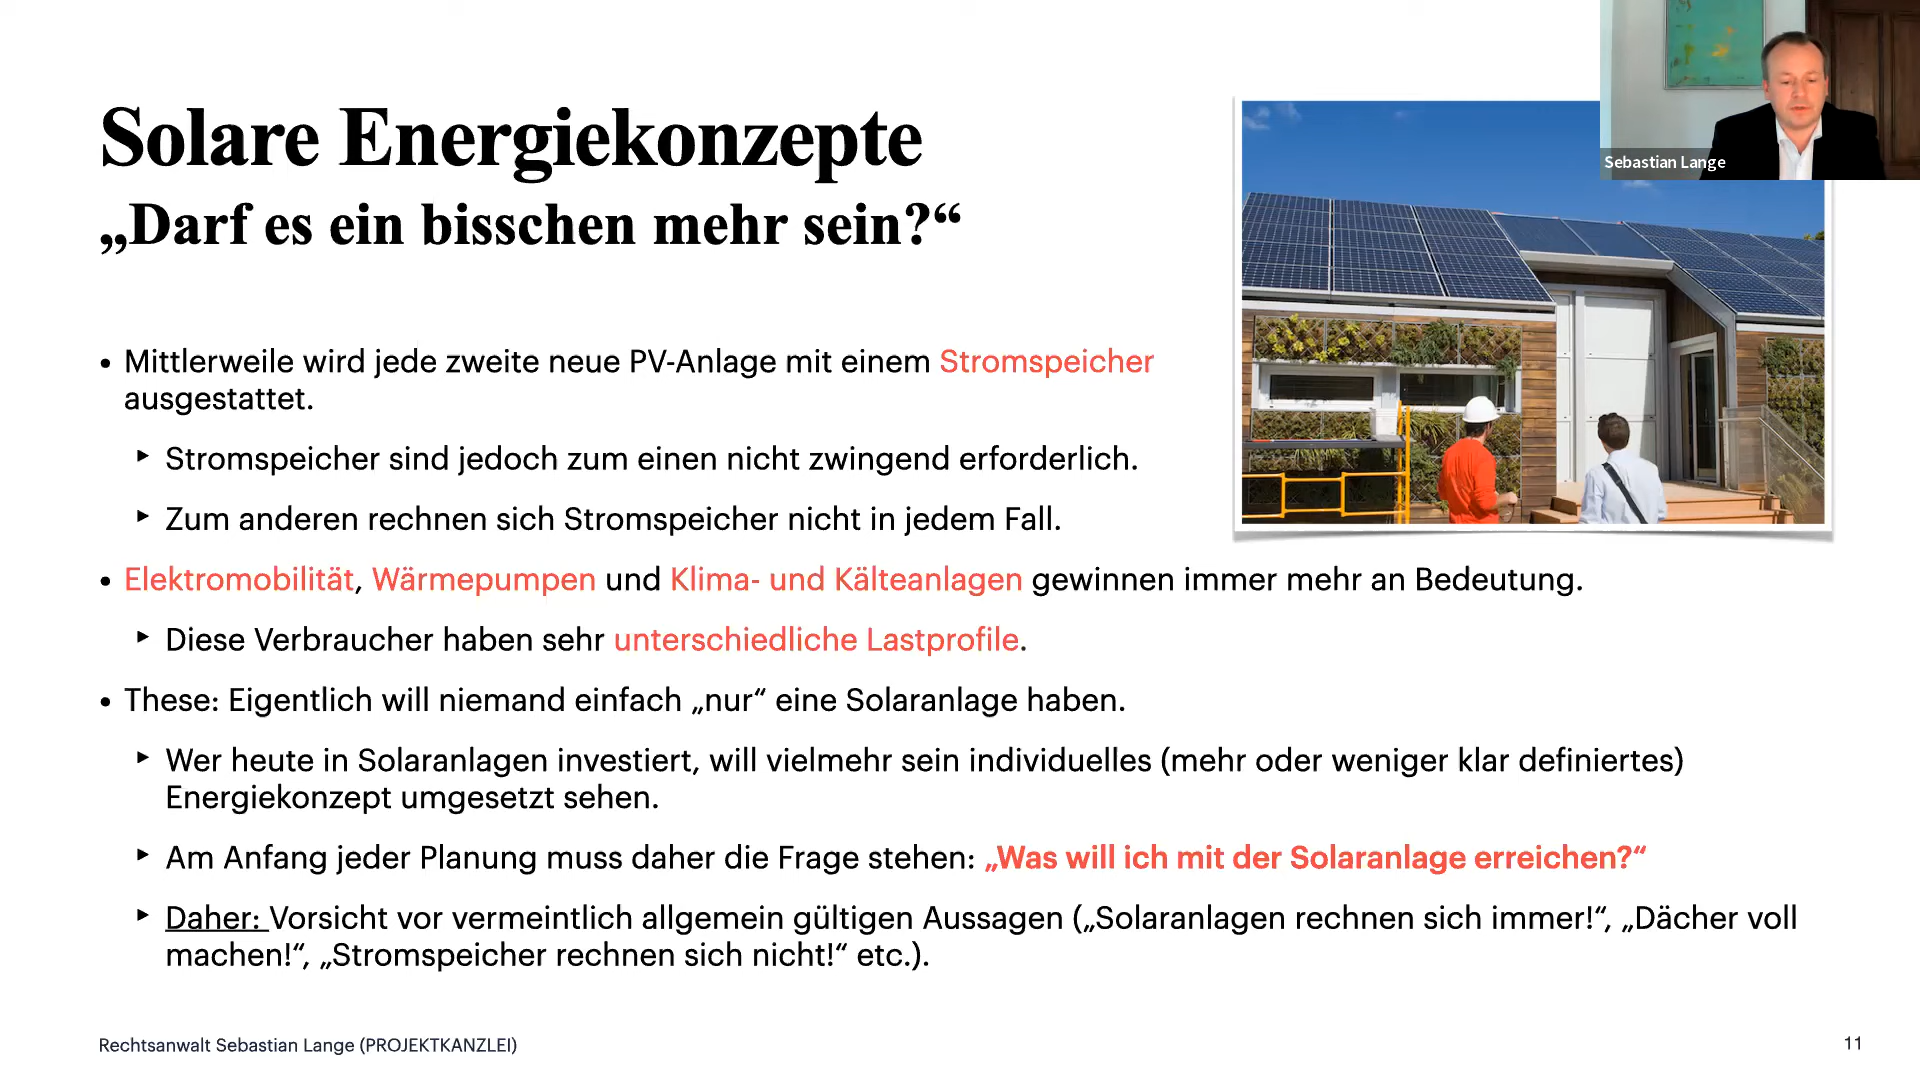 Sebastian Lange
Solare Energiekonzepte
„Darf es ein bisschen mehr sein?“
• Mittlerweile wird jede zweite neue PV-Anlage mit einem Stromspeicher
ausgestattet.
‣ Stromspeicher sind jedoch zum einen nicht zwingend erforderlich.
‣ Zum anderen rechnen sich Stromspeicher nicht in jedem Fall.
• Elektromobilität, Wärmepumpen und Klima- und Kälteanlagen gewinnen immer mehr an Bedeutung.
‣ Diese Verbraucher haben sehr unterschiedliche Lastprofile.
• These: Eigentlich will niemand einfach „nur“ eine Solaranlage haben.
‣ Wer heute in Solaranlagen investiert, will vielmehr sein individuelles (mehr oder weniger klar definiertes)
Energiekonzept umgesetzt sehen.
‣ Am Anfang jeder Planung muss daher die Frage stehen: „Was will ich mit der Solaranlage erreichen?“
‣ Daher: Vorsicht vor vermeintlich allgemein gültigen Aussagen („Solaranlagen rechnen sich immer!“, „Dächer voll
machen!“, „Stromspeicher rechnen sich nicht!“ etc.).
Rechtsanwalt Sebastian Lange (PROJEKTKANZLEI)
11